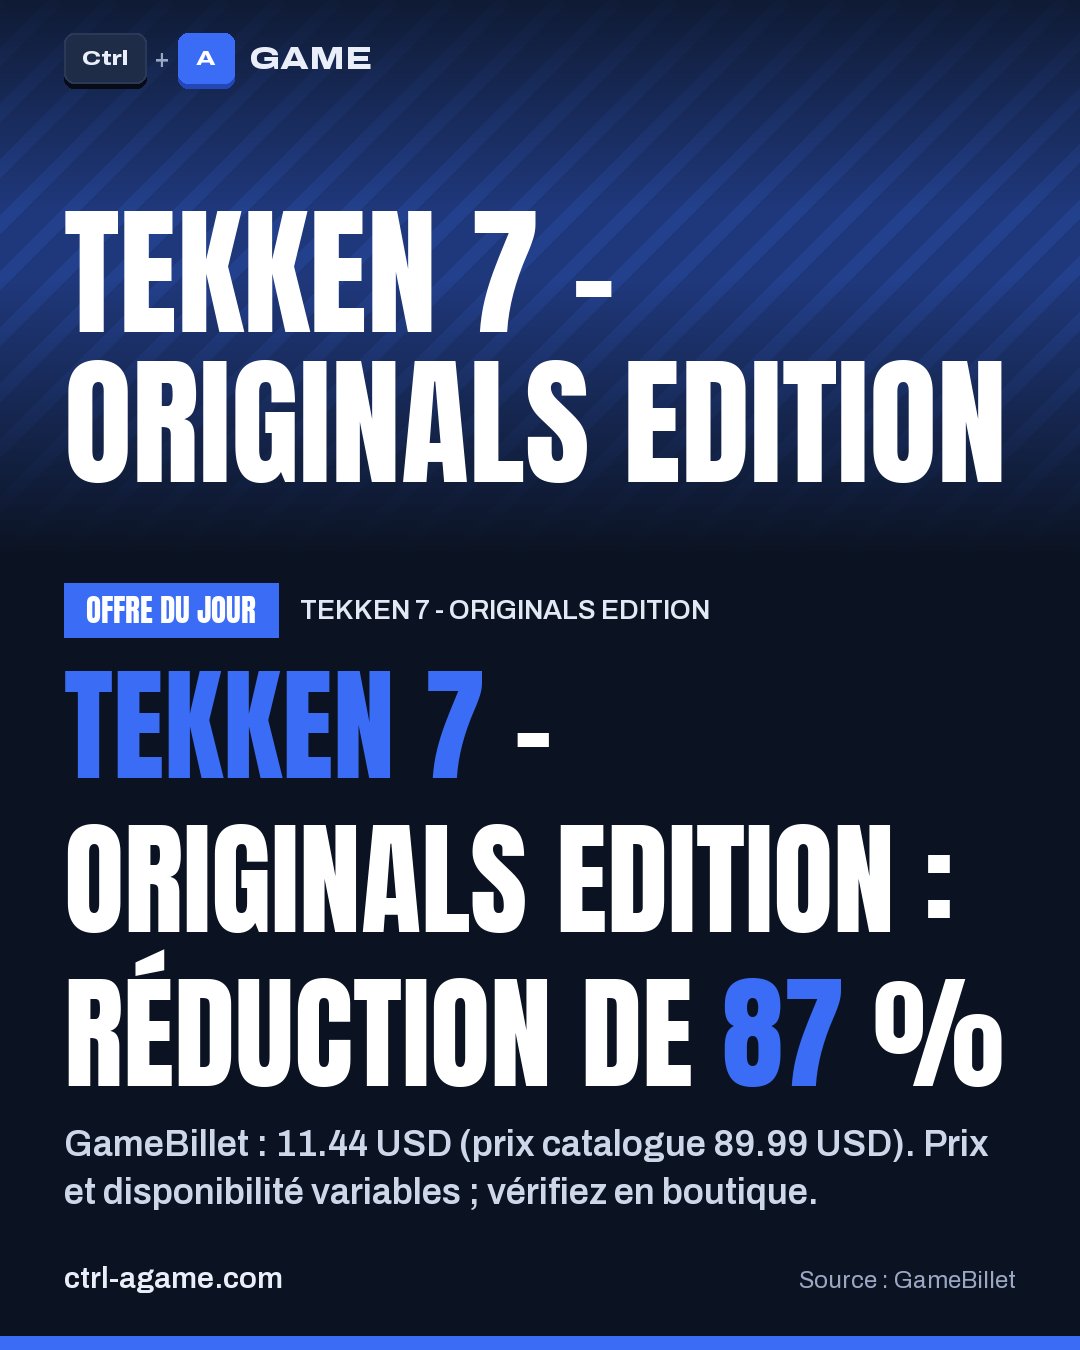 Ctrl + A GAME
TEKKEN 7 -
ORIGINALS EDITION
OFFRE DU JOUR TEKKEN 7 - ORIGINALS EDITION
TEKKEN 7 -
ORIGINALS EDITION :
RÉDUCTION DE 87 %
GameBillet : 11.44 USD (prix catalogue 89.99 USD). Prix
et disponibilité variables ; vérifiez en boutique.
ctrl-agame.com Source : GameBillet